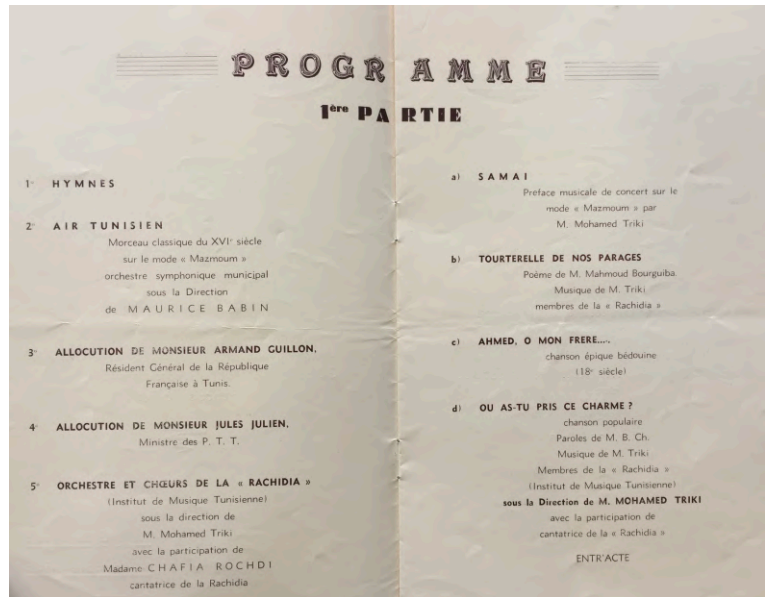 PROGRAMME
1ère PARTIE
1° HYMNES
2° AIR TUNISIEN
Morceau classique du XVIe siècle
sur le mode « Mazmoum »
orchestre symphonique municipal
sous la Direction
de MAURICE BABIN
3° ALLOCUTION DE MONSIEUR ARMAND GUILLON,
Résident Général de la République
Française à Tunis.
4° ALLOCUTION DE MONSIEUR JULES JULIEN,
Ministre des P. T. T.
5° ORCHESTRE ET CHŒURS DE LA « RACHIDIA »
(Institut de Musique Tunisienne)
sous la direction de
M. Mohamed Triki
avec la participation de
Madame CHAFIA ROCHDI
cantatrice de la Rachidia
a) SAMAI
Préface musicale de concert sur le
mode « Mazmoum » par
M. Mohamed Triki
b) TOURTERELLE DE NOS PARAGES
Poème de M. Mahmoud Bourguiba
Musique de M. Triki
membres de la « Rachidia »
c) AHMED, O MON FRERE.....
chanson épique bédouine
(18e siècle)
d) OU AS-TU PRIS CE CHARME ?
chanson populaire
Paroles de M. B. Ch.
Musique de M. Triki
Membres de la « Rachidia »
(Institut de Musique Tunisienne)
sous la Direction de M. MOHAMED TRIKI
avec la participation de
cantatrice de la « Rachidia »
ENTR'ACTE